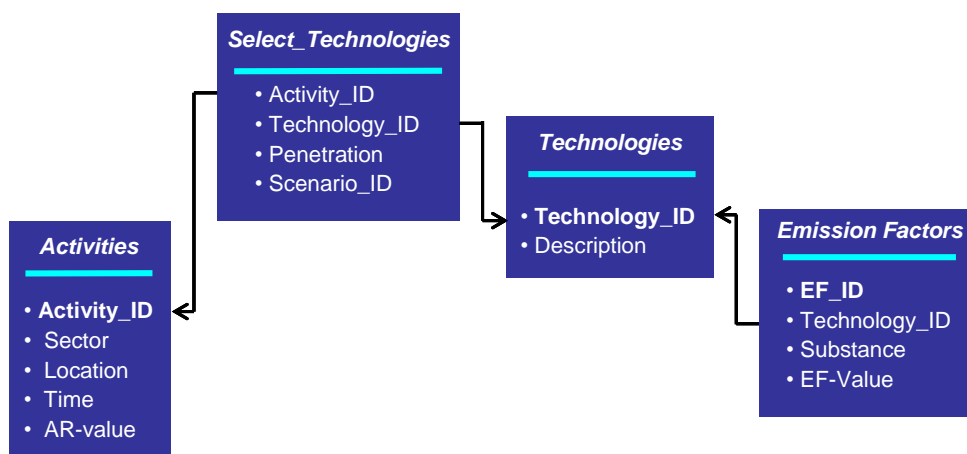 Select_Technologies
• Activity_ID
• Technology_ID
• Penetration
• Scenario_ID
Technologies
• Technology_ID
• Description
Activities
• Activity_ID
• Sector
• Location
• Time
• AR-value
Emission Factors
• EF_ID
• Technology_ID
• Substance
• EF-Value